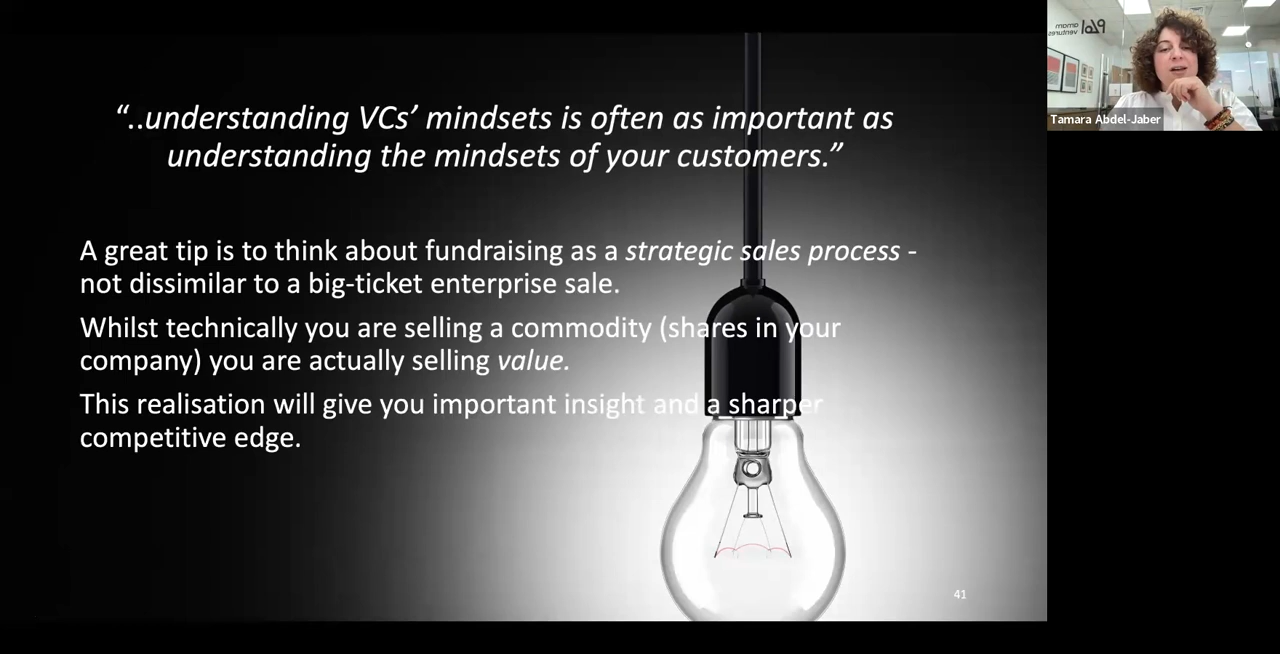 “..understanding VCs’ mindsets is often as important as
understanding the mindsets of your customers.”
A great tip is to think about fundraising as a strategic sales process -
not dissimilar to a big-ticket enterprise sale.
Whilst technically you are selling a commodity (shares in your
company) you are actually selling value.
This realisation will give you important insight and a sharper
competitive edge.
41
amam
ventures
Tamara Abdel-Jaber